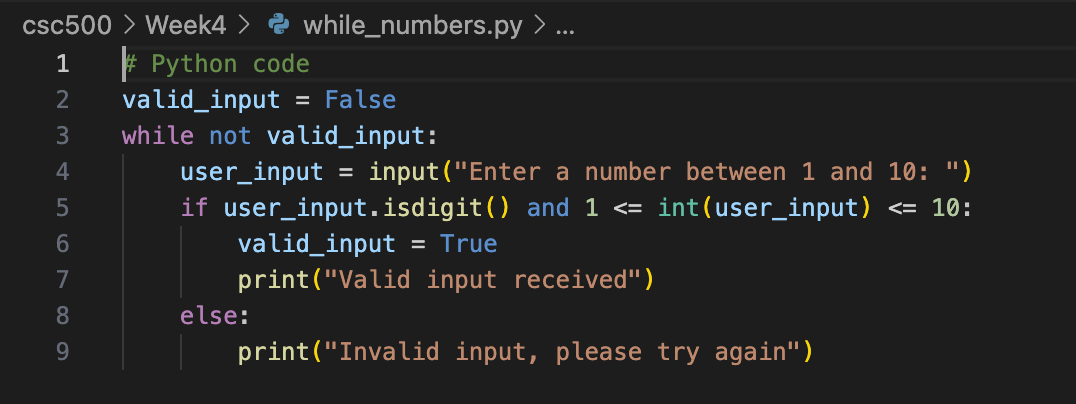 csc500 > Week4 > while_numbers.py > ...
1 # Python code
2 valid_input = False
3 while not valid_input:
4     user_input = input("Enter a number between 1 and 10: ")
5     if user_input.isdigit() and 1 <= int(user_input) <= 10:
6         valid_input = True
7         print("Valid input received")
8     else:
9         print("Invalid input, please try again")